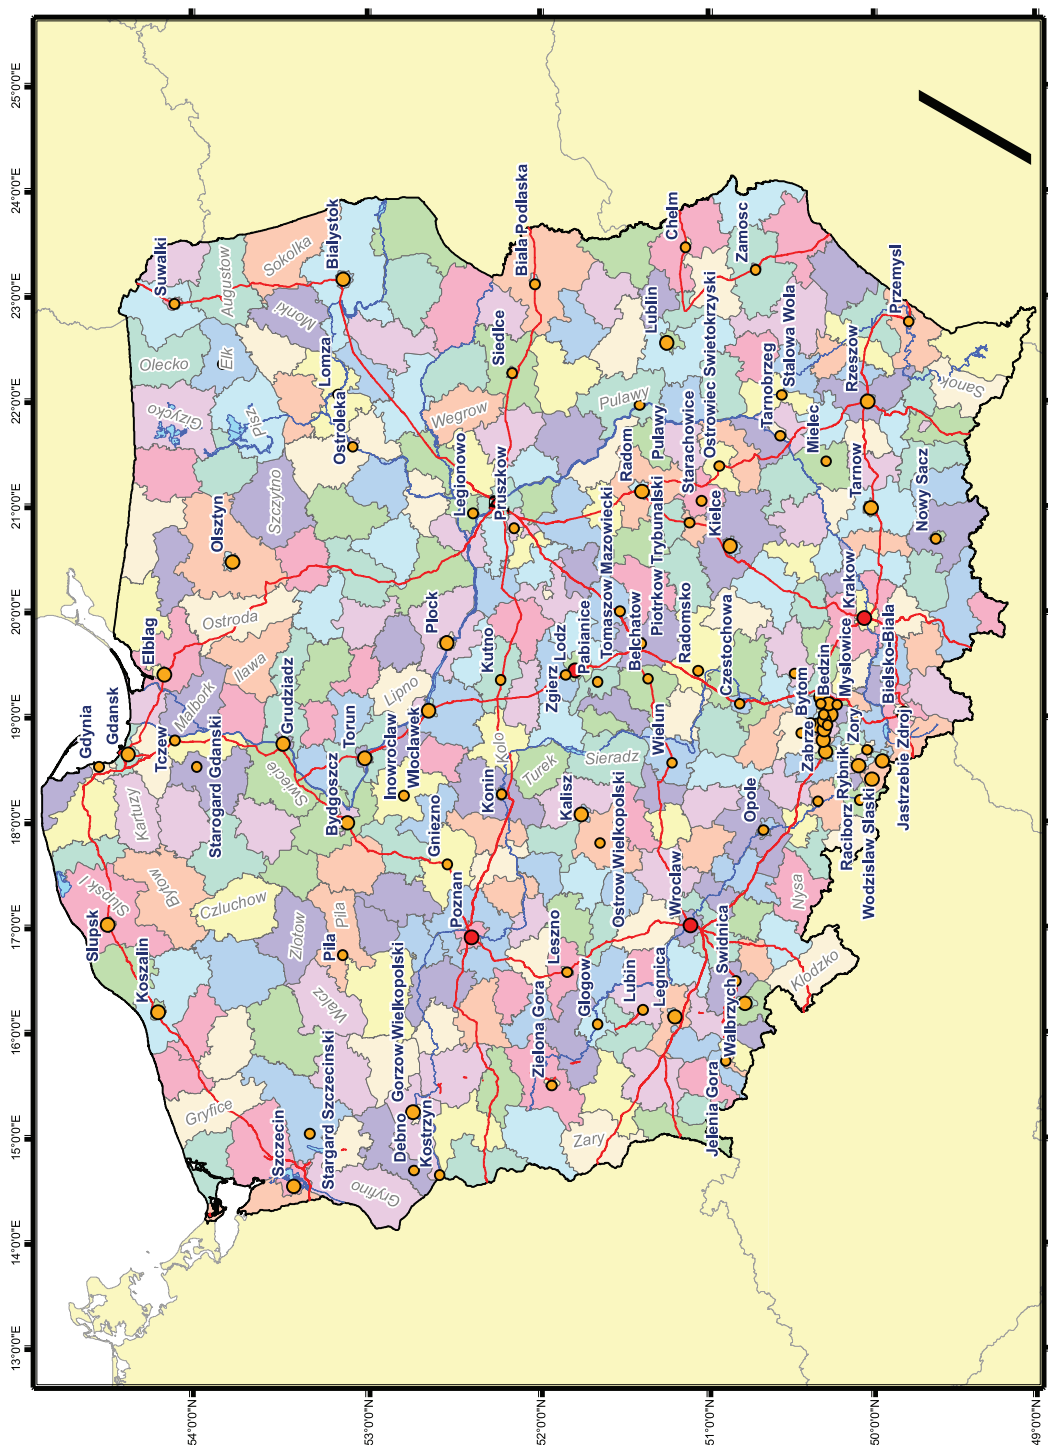 13°0'0"E
14°0'0"E
15°0'0"E
16°0'0"E
17°0'0"E
18°0'0"E
19°0'0"E
20°0'0"E
21°0'0"E
22°0'0"E
23°0'0"E
24°0'0"E
25°0'0"E
54°0'0"N
53°0'0"N
52°0'0"N
51°0'0"N
50°0'0"N
49°0'0"N
Gdynia
Gdansk
Elblag
Suwalki
Augustow
Sokolka
Bialystok
Olecko
Elk
Monki
Gizycko
Pisz
Lomza
Ostroleka
Olsztyn
Szczytno
Ostroda
Ilawa
Malbork
Tczew
Starogard Gdanski
Kartuzy
Slupsk I
Slupsk
Koszalin
Bytow
Czluchow
Zlotow
Pila
Pila
Walcz
Gryfice
Szczecin
Stargard Szczecinski
Gryfino
Debno
Kostrzyn
Gorzow Wielkopolski
Grudziadz
Swiecie
Bydgoszcz
Torun
Inowroclaw
Wloclawek
Lipno
Plock
Gniezno
Poznan
Konin
Kolo
Turek
Kutno
Legionowo
Pruszkow
Wegrow
Siedlce
Biala Podlaska
Zielona Gora
Zary
Glogow
Leszno
Lubin
Legnica
Kalisz
Ostrow Wielkopolski
Sieradz
Zgierz
Lodz
Pabianice
Tomaszow Mazowiecki
Belchatow
Piotrkow Trybunalski
Radomsko
Wielun
Radom
Pulawy
Pulawy
Lublin
Chelm
Zamosc
Starachowice
Ostrowiec Swietokrzyski
Kielce
Tarnobrzeg
Stalowa Wola
Mielec
Rzeszow
Przemysl
Sanok
Tarnow
Nowy Sacz
Krakow
Czestochowa
Bytom
Bedzin
Myslowice
Bielsko-Biala
Zabrze
Zory
Rybnik
Raciborz
Wodzislaw Slaski
Jastrzebie Zdroj
Opole
Nysa
Klodzko
Wroclaw
Swidnica
Walbrzych
Jelenia Gora